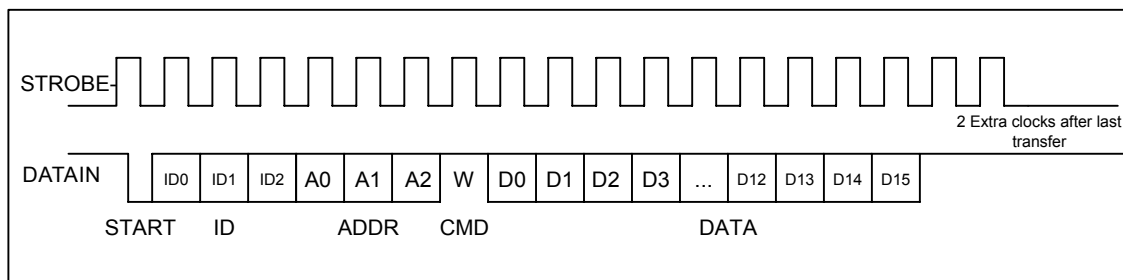 STROBE-
2 Extra clocks after last
transfer
DATAIN ID0 ID1 ID2 A0 A1 A2 W D0 D1 D2 D3 ... D12 D13 D14 D15
START ID ADDR CMD DATA